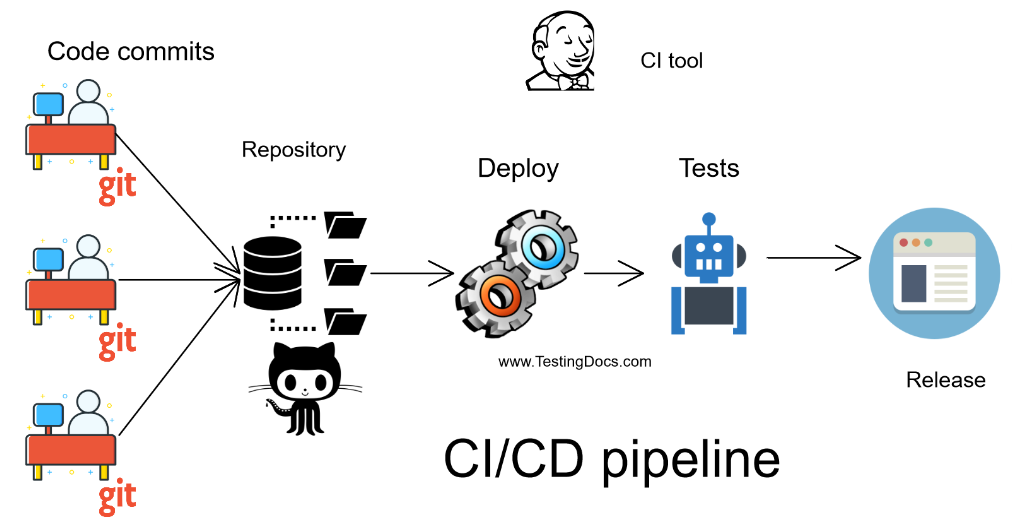 Code commits
CI tool
Repository
Deploy
Tests
git
git
git
www.TestingDocs.com
Release
CI/CD pipeline